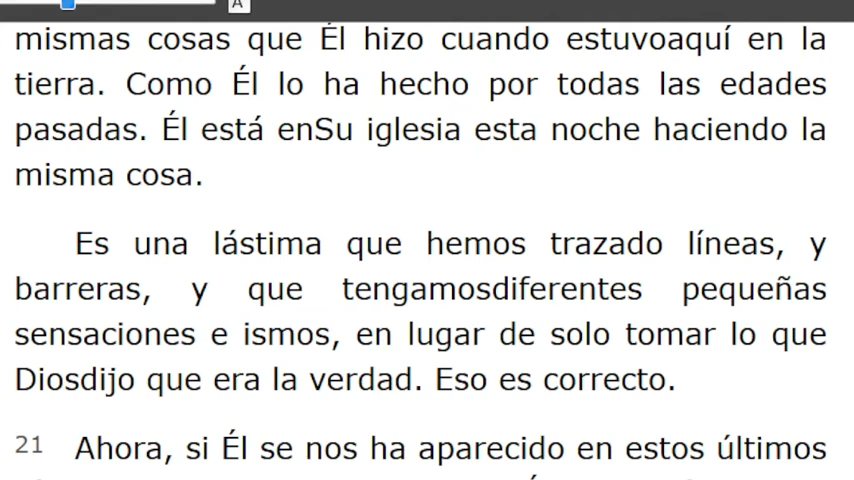 A
mismas cosas que Él hizo cuando estuvoaquí en la
tierra. Como Él lo ha hecho por todas las edades
pasadas. Él está enSu iglesia esta noche haciendo la
misma cosa.
Es una lástima que hemos trazado líneas, y
barreras, y que tengamosdiferentes pequeñas
sensaciones e ismos, en lugar de solo tomar lo que
Diosdijo que era la verdad. Eso es correcto.
21 Ahora, si Él se nos ha aparecido en estos últimos